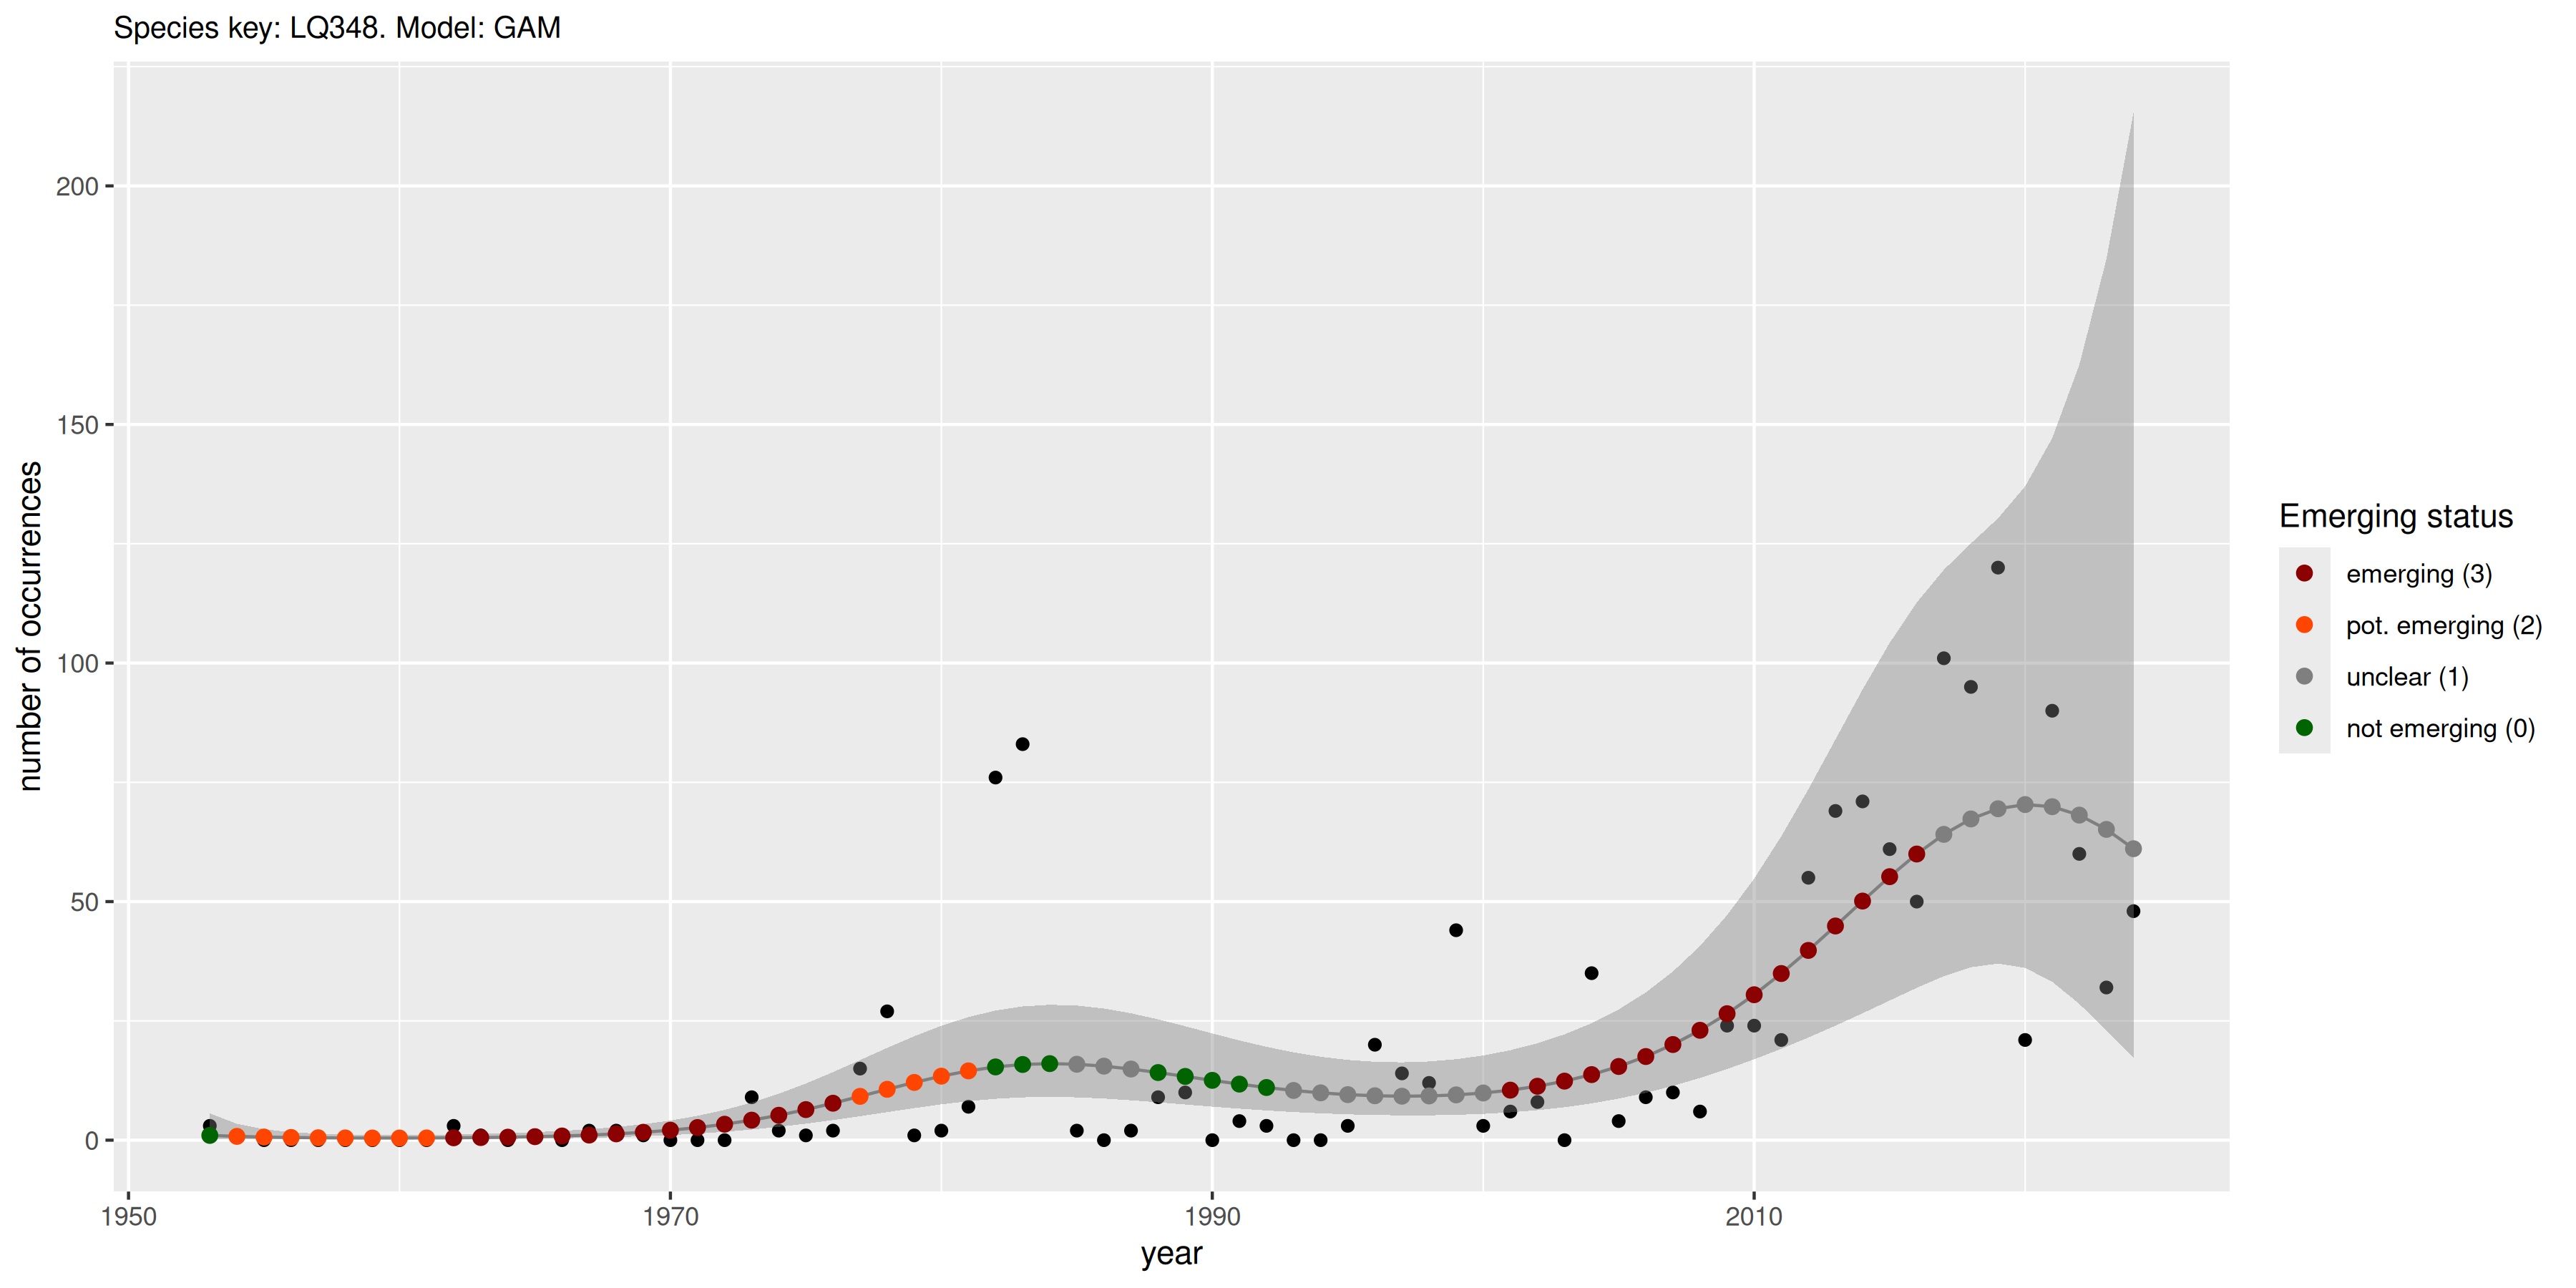 Species key: LQ348. Model: GAM
number of occurrences
200
150
100
50
0
1950
1970
1990
2010
year
Emerging status
emerging (3)
pot. emerging (2)
unclear (1)
not emerging (0)